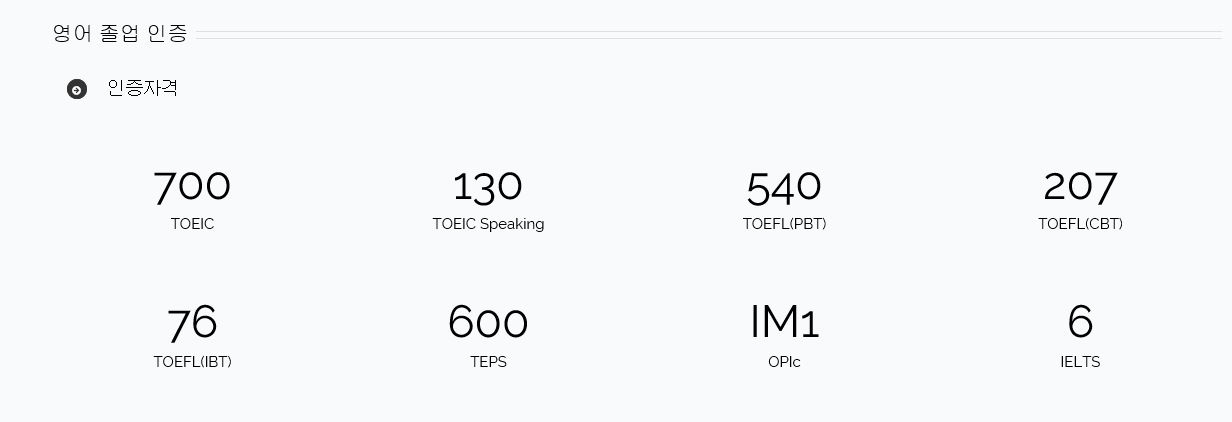 영어 졸업 인증
인증자격
700 130 540 207
TOEIC TOEIC Speaking TOEFL(PBT) TOEFL(CBT)
76 600 IM1 6
TOEFL(IBT) TEPS OPIc IELTS